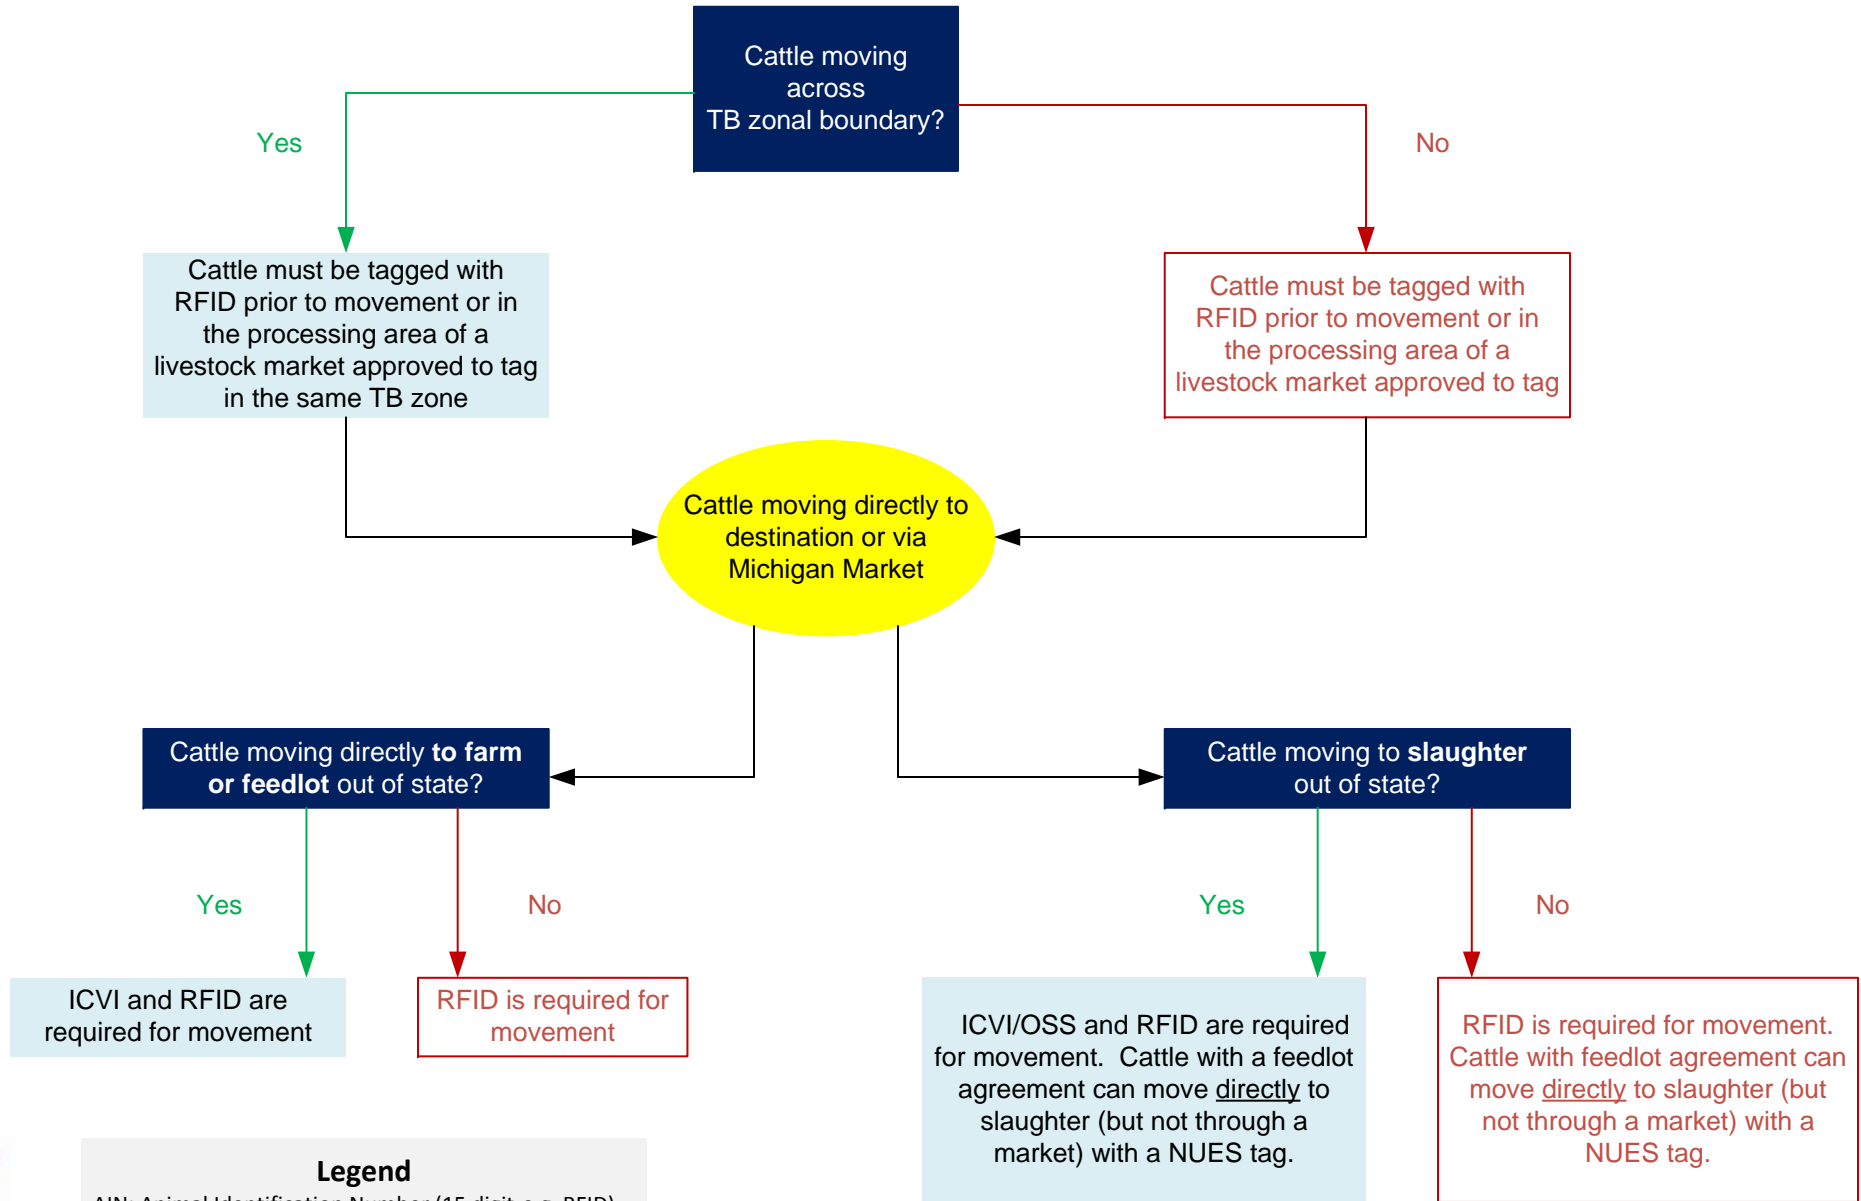 Cattle moving
across
TB zonal boundary?
Yes
No
Cattle must be tagged with
RFID prior to movement or in
the processing area of a
livestock market approved to tag
in the same TB zone
Cattle must be tagged with
RFID prior to movement or in
the processing area of a
livestock market approved to tag
Cattle moving directly to
destination or via
Michigan Market
Cattle moving directly to farm
or feedlot out of state?
Cattle moving to slaughter
out of state?
Yes
No
Yes
No
ICVI and RFID are
required for movement
RFID is required for
movement
ICVI/OSS and RFID are required
for movement. Cattle with a feedlot
agreement can move directly to
slaughter (but not through a
market) with a NUES tag.
RFID is required for movement.
Cattle with feedlot agreement can
move directly to slaughter (but
not through a market) with a
NUES tag.
Legend
AIN: Animal Identification Number (15 digit, e.g. RFID)